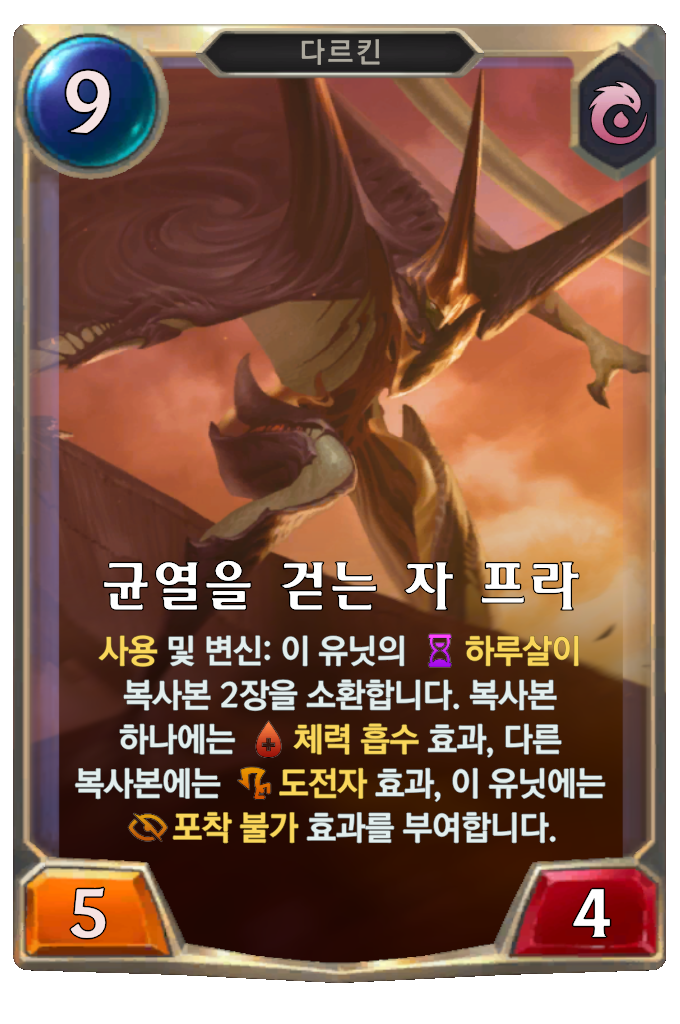 다르킨
9
균열을 걷는 자 프라
사용 및 변신: 이 유닛의 하루살이
복사본 2장을 소환합니다. 복사본
하나에는 체력 흡수 효과, 다른
복사본에는 도전자 효과, 이 유닛에는
포착 불가 효과를 부여합니다.
5
4